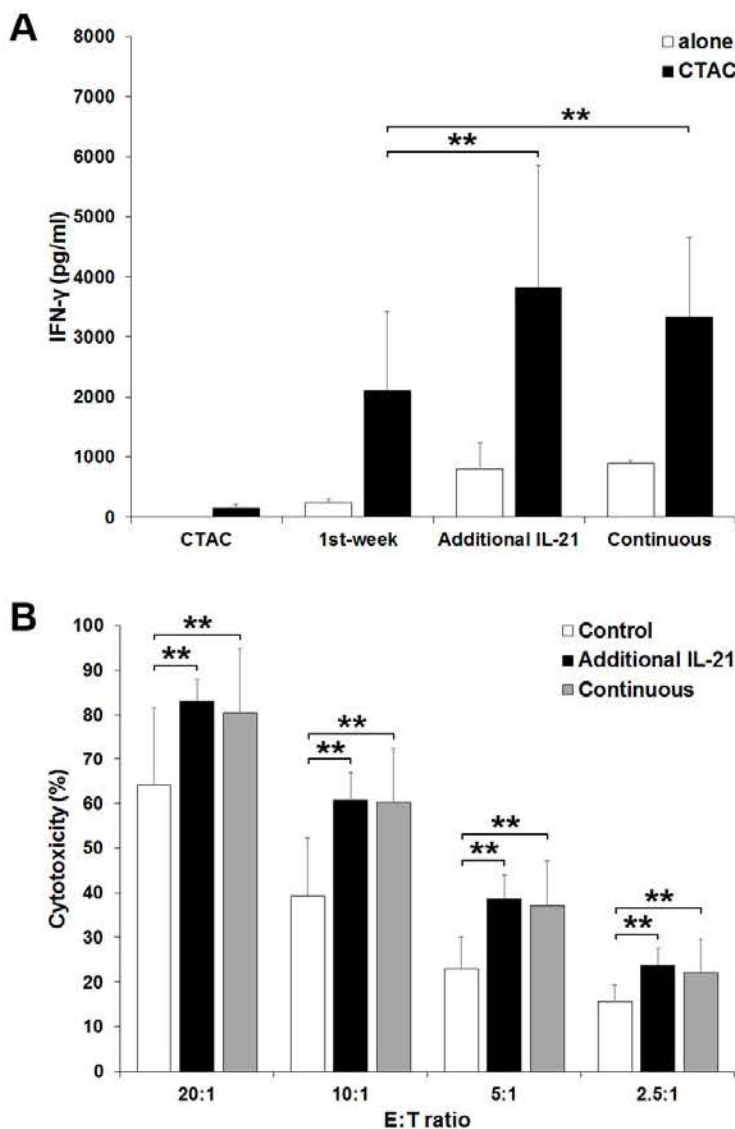 A
alone
CTAC
8000
7000
6000
5000
4000
3000
2000
1000
0
IFN-γ (pg/ml)
**
**
CTAC 1st-week Additional IL-21 Continuous
B
Control
Additional IL-21
Continuous
100
90
80
70
60
50
40
30
20
10
0
Cytotoxicity (%)
**
**
**
**
**
**
**
**
20:1 10:1 5:1 2.5:1
E:T ratio